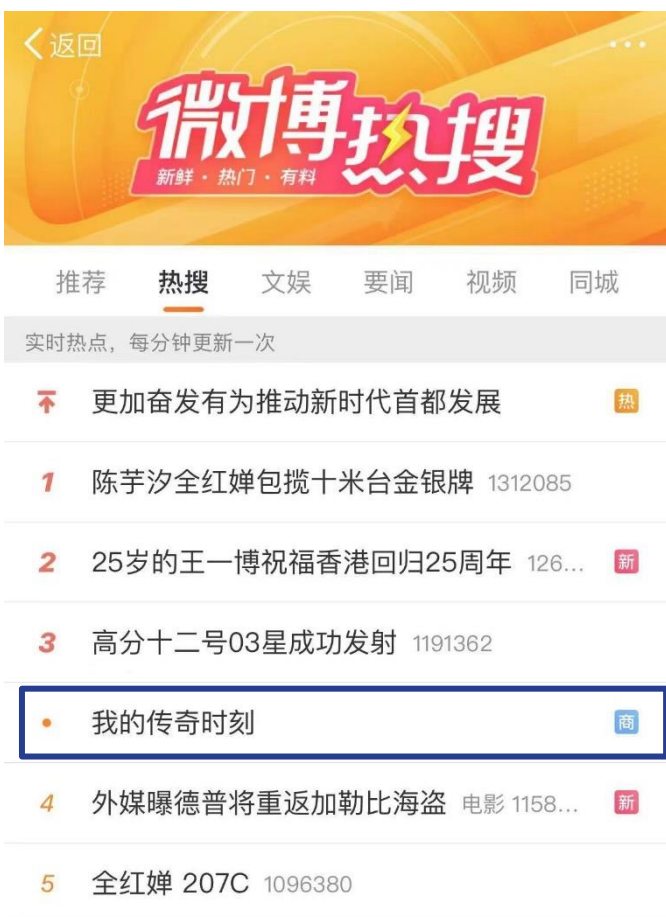 返回
微博热搜
新鲜·热门·有料
推荐 热搜 文娱 要闻 视频 同城
实时热点，每分钟更新一次
更加奋发有为推动新时代首都发展 热
1 陈芋汐全红婵包揽十米台金银牌 1312085
2 25岁的王一博祝福香港回归25周年 126... 新
3 高分十二号03星成功发射 1191362
• 我的传奇时刻 商
4 外媒曝德普将重返加勒比海盗 电影 1158... 新
5 全红婵 207C 1096380